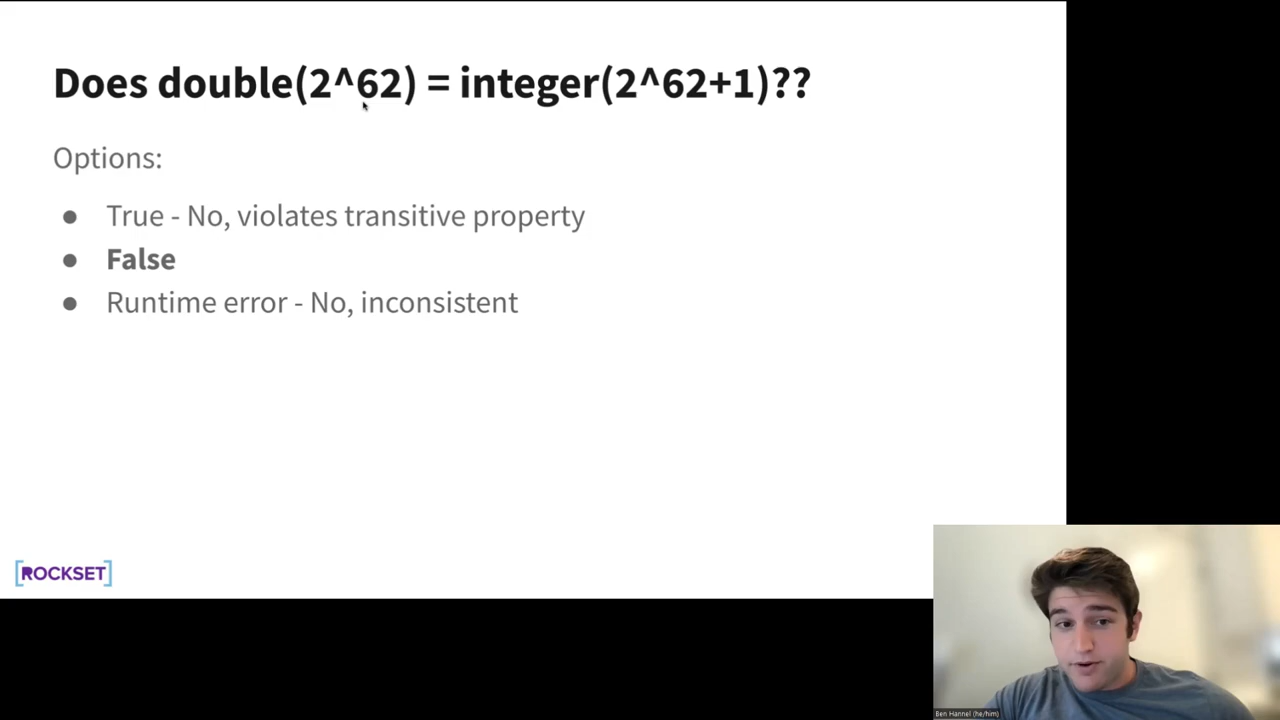 Does double(2^62) = integer(2^62+1)??
Options:
● True - No, violates transitive property
● False
● Runtime error - No, inconsistent
[ROCKSET]
Ben Hannel (he/him)